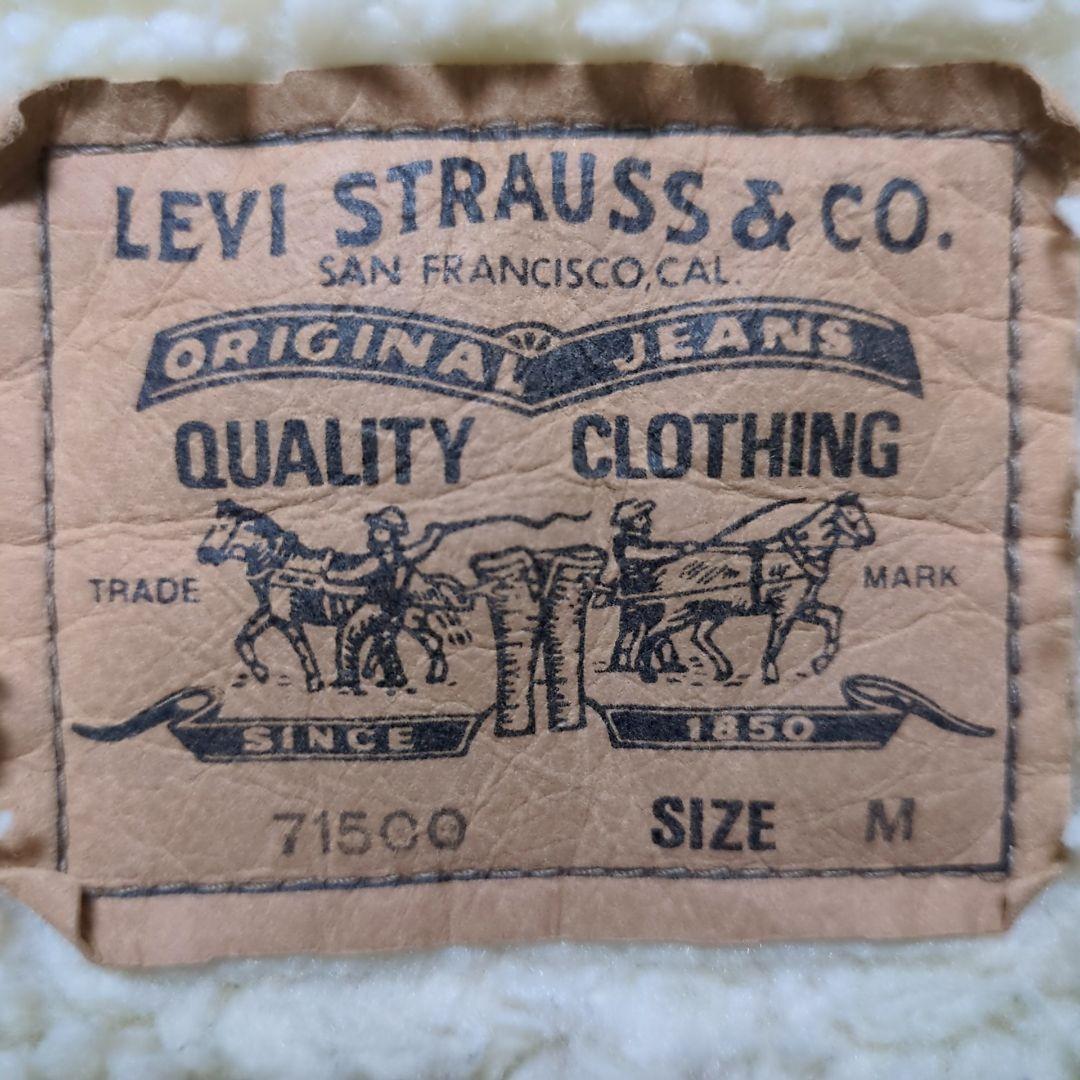 LEVI STRAUSS & CO.
SAN FRANCISCO, CAL.
ORIGINAL JEANS
QUALITY CLOTHING
TRADE MARK
SINCE 1850
71500 SIZE M